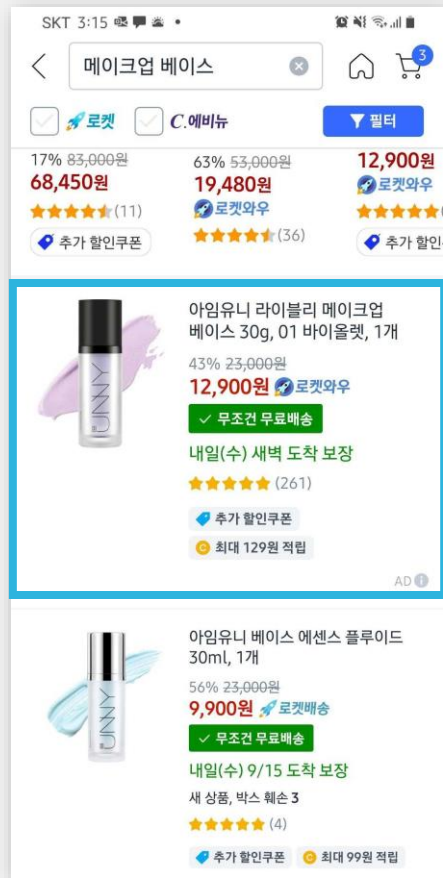 SKT 3:15
메이크업 베이스
3
로켓
C.에비뉴
필터
17% 83,000원
68,450원
(11)
추가 할인쿠폰
63% 53,000원
19,480원
로켓와우
(36)
12,900원
로켓와우
추가 할인
아임유니 라이블리 메이크업
베이스 30g, 01 바이올렛, 1개
43% 23,000원
12,900원 로켓와우
무조건 무료배송
내일(수) 새벽 도착 보장
(261)
추가 할인쿠폰
최대 129원 적립
AD
UNNY
아임유니 베이스 에센스 플루이드
30ml, 1개
56% 23,000원
9,900원 로켓배송
무조건 무료배송
내일(수) 9/15 도착 보장
새 상품, 박스 훼손 3
(4)
추가 할인쿠폰 최대 99원 적립
UNNY